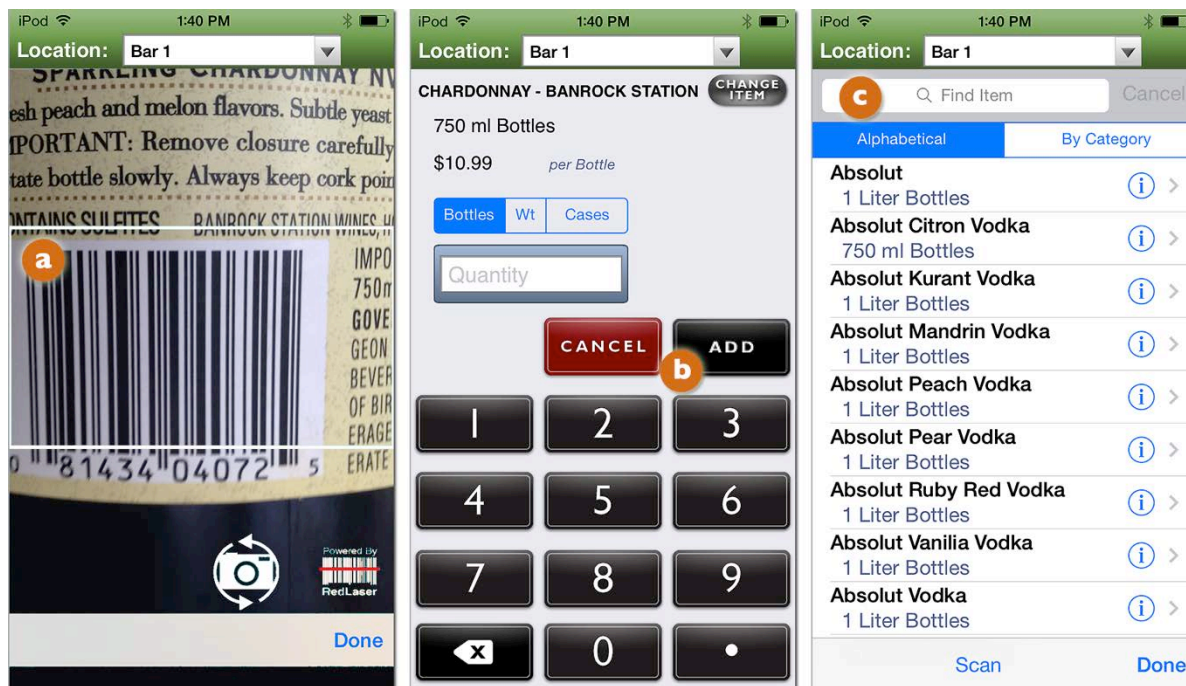 iPod 1:40 PM
Location: Bar 1
SPARKLING CHARDONNAY NV
esh peach and melon flavors. Subtle yeast
MPORTANT: Remove closure carefully
tate bottle slowly. Always keep cork poin
ONTAINS SULFITES BANROCK STATION WINES, H
a
IMPO
750m
GOVE
GEON
BEVER
OF BIR
ERAGE
ERATE
0 81434 04072 5
Powered By
RedLaser
Done
iPod 1:40 PM
Location: Bar 1
CHARDONNAY - BANROCK STATION CHANGE ITEM
750 ml Bottles
$10.99 per Bottle
Bottles Wt Cases
Quantity
CANCEL ADD
b
1 2 3
4 5 6
7 8 9
x 0 .
iPod 1:40 PM
Location: Bar 1
c Find Item Cancel
Alphabetical By Category
Absolut
1 Liter Bottles
Absolut Citron Vodka
750 ml Bottles
Absolut Kurant Vodka
1 Liter Bottles
Absolut Mandrin Vodka
1 Liter Bottles
Absolut Peach Vodka
1 Liter Bottles
Absolut Pear Vodka
1 Liter Bottles
Absolut Ruby Red Vodka
1 Liter Bottles
Absolut Vanilia Vodka
1 Liter Bottles
Absolut Vodka
1 Liter Bottles
Scan Done